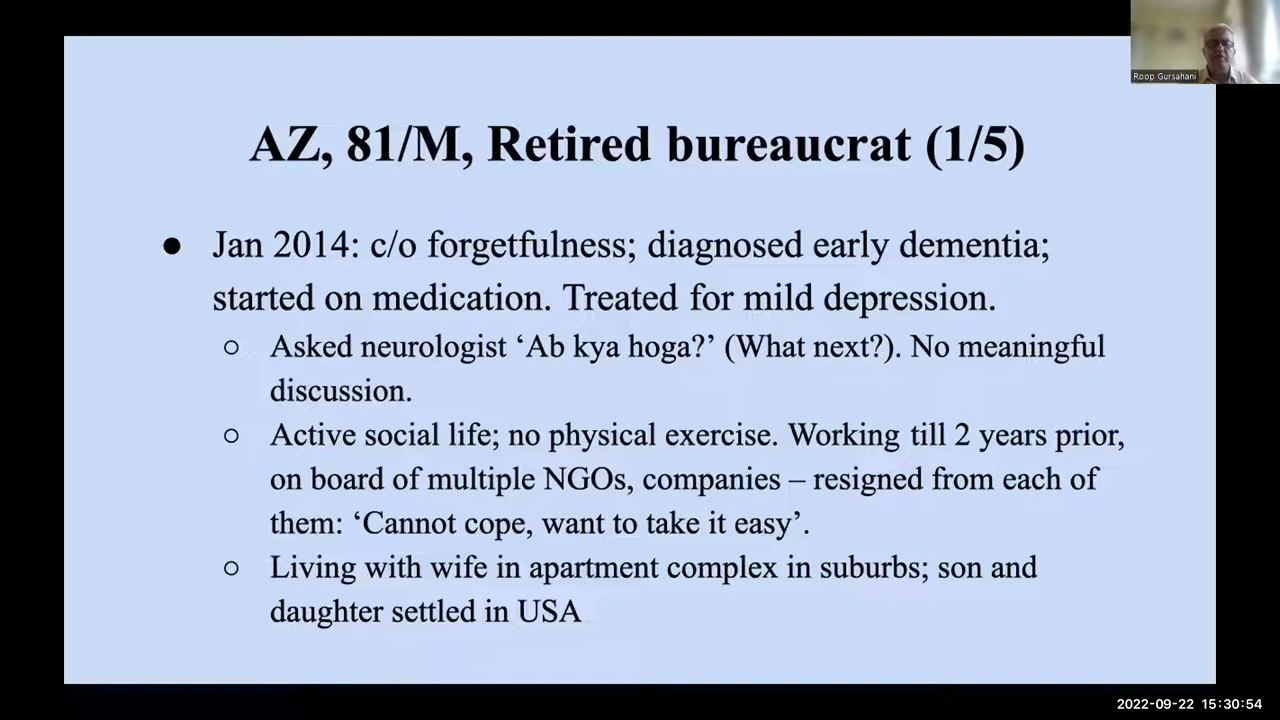 Roop Gursahani
AZ, 81/M, Retired bureaucrat (1/5)
● Jan 2014: c/o forgetfulness; diagnosed early dementia;
started on medication. Treated for mild depression.
○ Asked neurologist ‘Ab kya hoga?’ (What next?). No meaningful
discussion.
○ Active social life; no physical exercise. Working till 2 years prior,
on board of multiple NGOs, companies – resigned from each of
them: ‘Cannot cope, want to take it easy’.
○ Living with wife in apartment complex in suburbs; son and
daughter settled in USA
2022-09-22 15:30:54